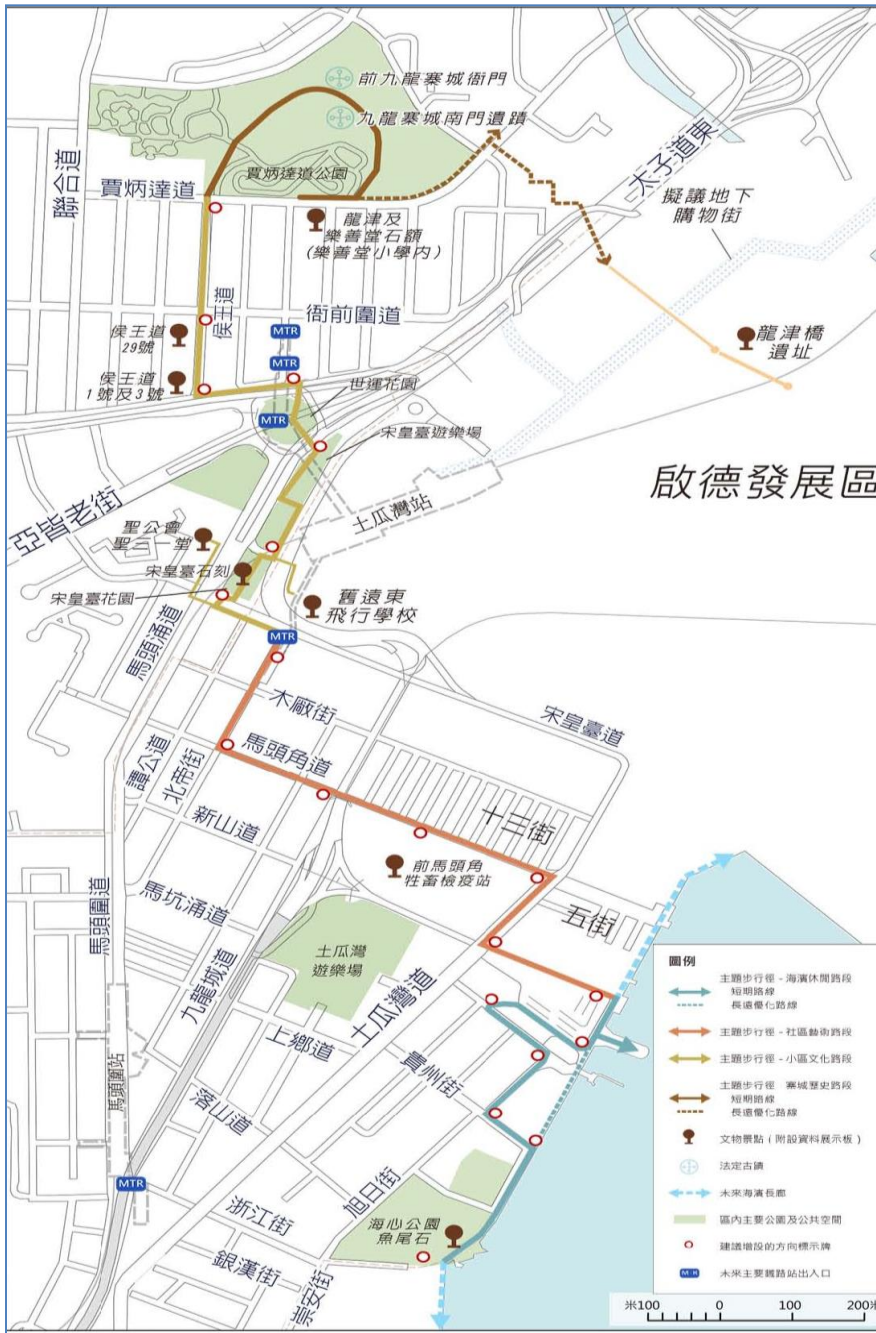 前九龍寨城衙門
九龍寨城南門遺蹟
太子道東
聯合道
賈炳達道公園
賈炳達道
擬議地下
購物街
龍津及
樂善堂石額
(樂善堂小學內)
侯王道
衙前圍道
MTR
侯王道
29號
龍津橋
遺址
MTR
侯王道
1號及3號
世運花園
MTR
宋皇臺遊樂場
啟德發展區
亞皆老街
土瓜灣站
聖公會
聖三一堂
宋皇臺石刻
宋皇臺花園
舊遠東
飛行學校
MTR
馬頭涌道
木廠街
宋皇臺道
譚公道
北帝街
馬頭角道
新山道
十三街
前馬頭角
牲畜檢疫站
馬坑涌道
馬頭圍道
五街
九龍城道
土瓜灣
遊樂場
土瓜灣道
上鄉道
貴州街
馬頭圍站
落山道
MTR
旭日街
浙江街
海心公園
魚尾石
銀漢街
崇安街
圖例
主題步行徑 - 海濱休閒路段
短期路線
長遠優化路線
主題步行徑 - 社區藝術路段
主題步行徑 - 小區文化路段
主題步行徑 寨城歷史路段
短期路線
長遠優化路線
文物景點 ( 附設資料展示板 )
法定古蹟
未來海濱長廊
區內主要公園及公共空間
建議增設的方向標示牌
MTR 未來主要鐵路站出入口
米100 0 100 200米